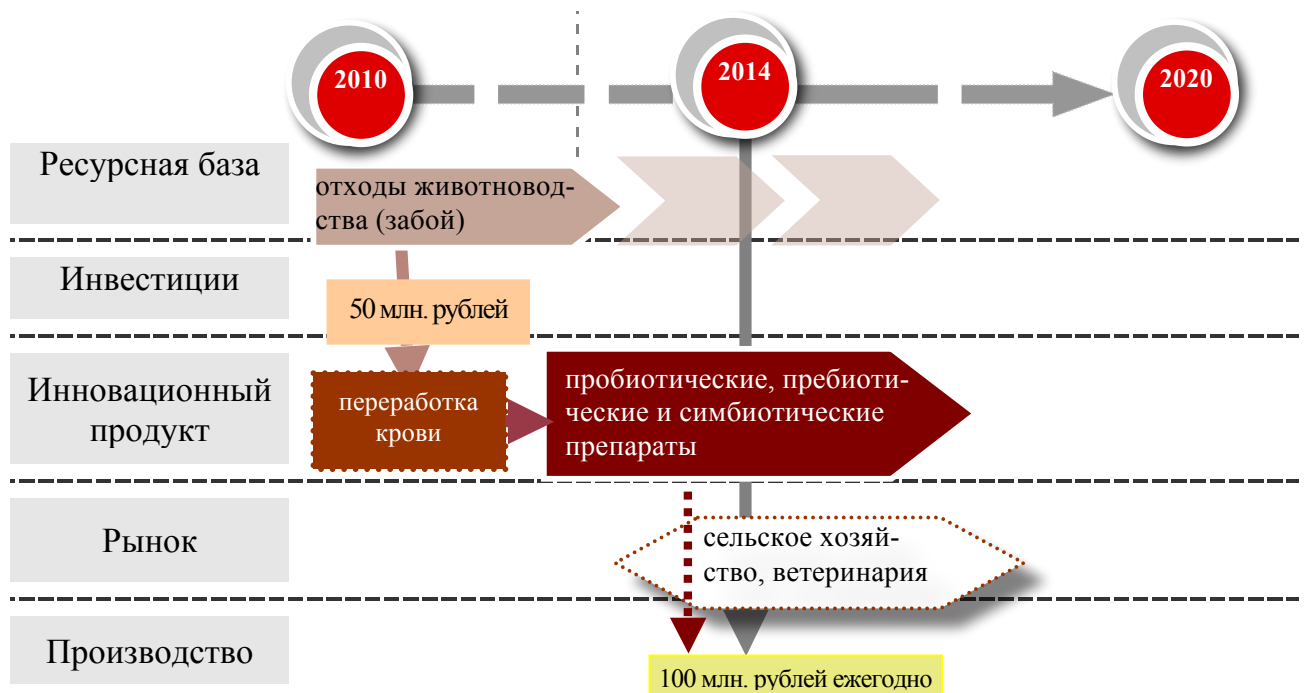 2010
2014
2020
Ресурсная база
отходы животновод-
ства (забой)
Инвестиции
50 млн. рублей
Инновационный
продукт
переработка
крови
пробиотические, пребиоти-
ческие и симбиотические
препараты
Рынок
сельское хозяй-
ство, ветеринария
Производство
100 млн. рублей ежегодно